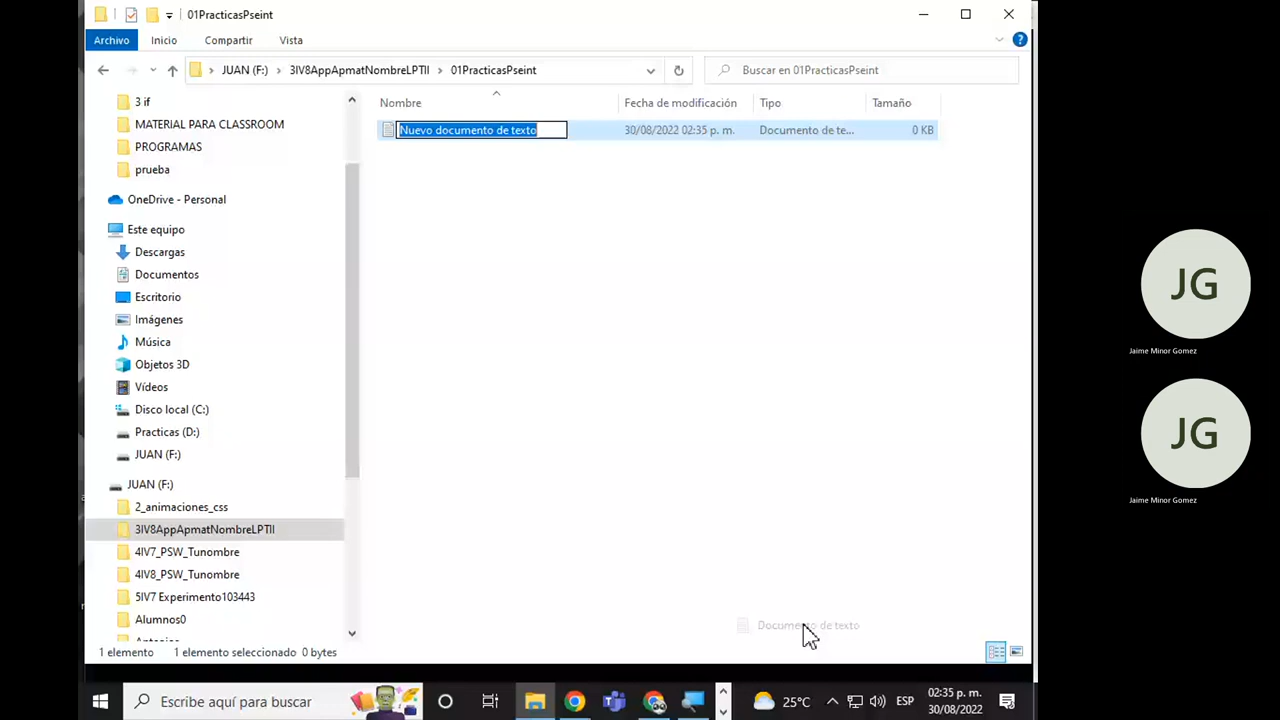 01PracticasPseint
Archivo Inicio Compartir Vista
JUAN (F:) 3IV8AppApmatNombreLPTII 01PracticasPseint
Buscar en 01PracticasPseint
Nombre Fecha de modificación Tipo Tamaño
Nuevo documento de texto 30/08/2022 02:35 p. m. Documento de te... 0 KB
3 if
MATERIAL PARA CLASSROOM
PROGRAMAS
prueba
OneDrive - Personal
Este equipo
Descargas
Documentos
Escritorio
Imágenes
Música
Objetos 3D
Vídeos
Disco local (C:)
Practicas (D:)
JUAN (F:)
JUAN (F:)
2_animaciones_css
3IV8AppApmatNombreLPTII
4IV7_PSW_Tunombre
4IV8_PSW_Tunombre
5IV7 Experimento103443
Alumnos0
Documento de texto
1 elemento 1 elemento seleccionado 0 bytes
Escribe aquí para buscar
25°C
ESP
02:35 p. m.
30/08/2022
JG
Jaime Minor Gomez
JG
Jaime Minor Gomez